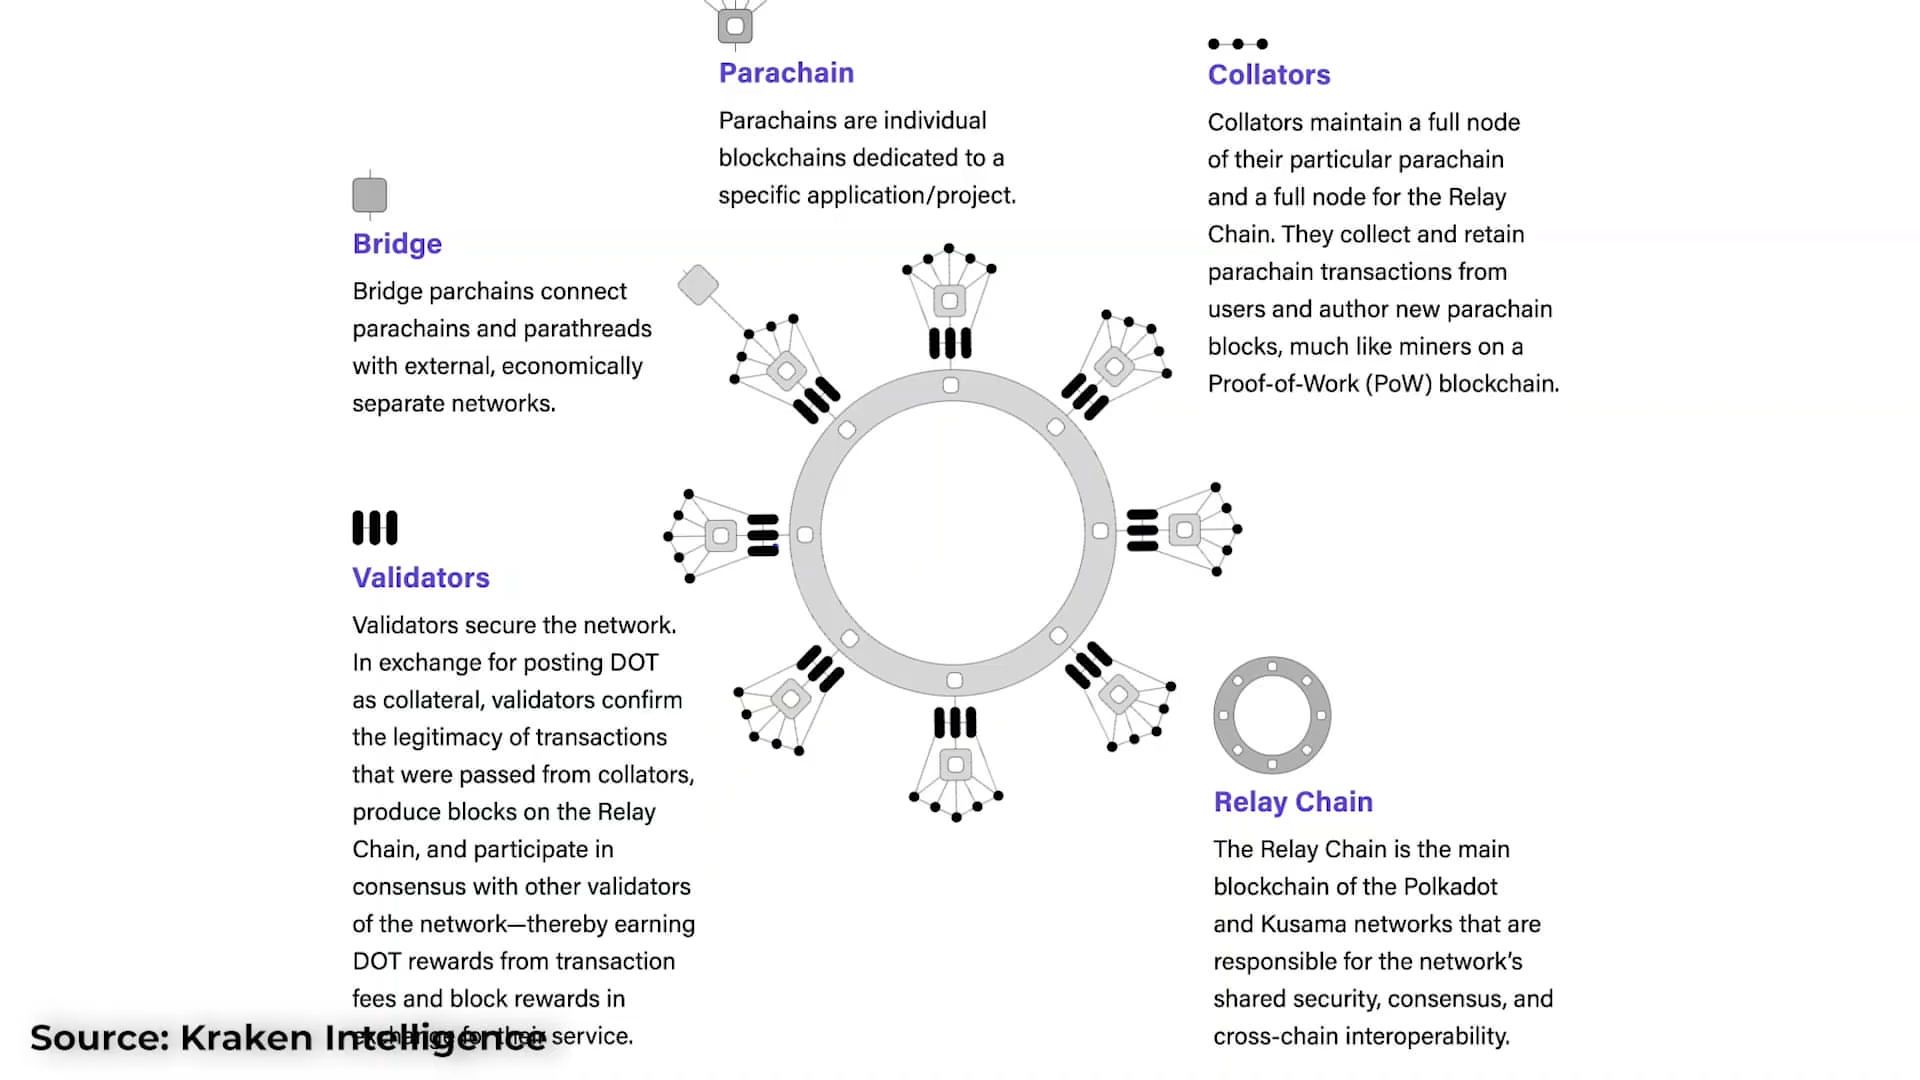 Parachain
Parachains are individual
blockchains dedicated to a
specific application/project.
Collators
Collators maintain a full node
of their particular parachain
and a full node for the Relay
Chain. They collect and retain
parachain transactions from
users and author new parachain
blocks, much like miners on a
Proof-of-Work (PoW) blockchain.
Bridge
Bridge parchains connect
parachains and parathreads
with external, economically
separate networks.
Validators
Validators secure the network.
In exchange for posting DOT
as collateral, validators confirm
the legitimacy of transactions
that were passed from collators,
produce blocks on the Relay
Chain, and participate in
consensus with other validators
of the network—thereby earning
DOT rewards from transaction
fees and block rewards in
exchange for their service.
Relay Chain
The Relay Chain is the main
blockchain of the Polkadot
and Kusama networks that are
responsible for the network’s
shared security, consensus, and
cross-chain interoperability.
Source: Kraken Intelligence